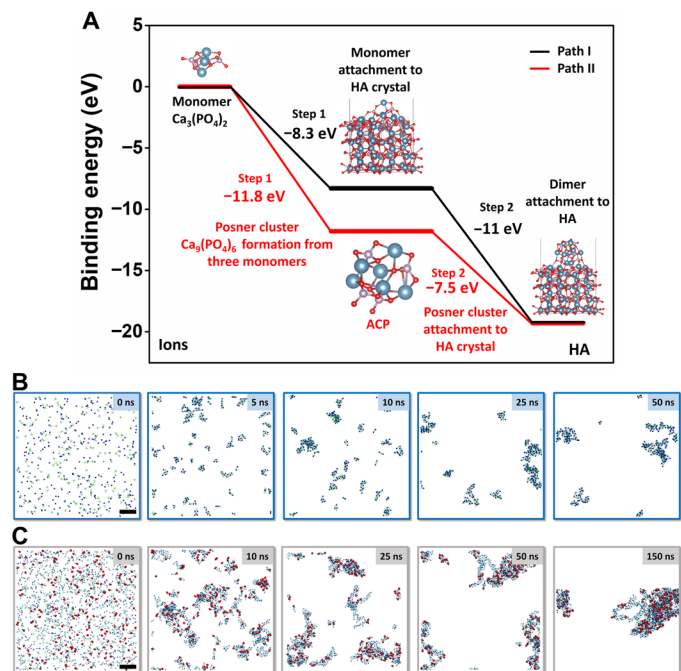 A
5
0
−5
−10
−15
−20
Binding energy (eV)
Monomer
Ca₃(PO₄)₂
Step 1
−8.3 eV
Monomer
attachment to
HA crystal
Path I
Path II
Step 1
−11.8 eV
Posner cluster
Ca₉(PO₄)₆ formation from
three monomers
ACP
Step 2
−11 eV
Dimer
attachment to
HA
Step 2
−7.5 eV
Posner cluster
attachment to
HA crystal
Ions
HA
B
0 ns
5 ns
10 ns
25 ns
50 ns
C
0 ns
10 ns
25 ns
50 ns
150 ns